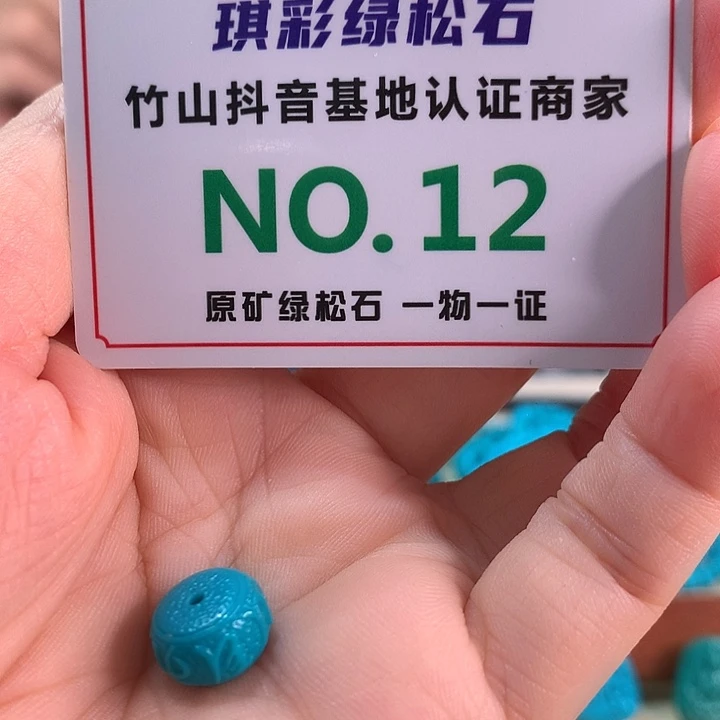 琪彩绿松石
竹山抖音基地认证商家
NO.12
原矿绿松石 一物一证